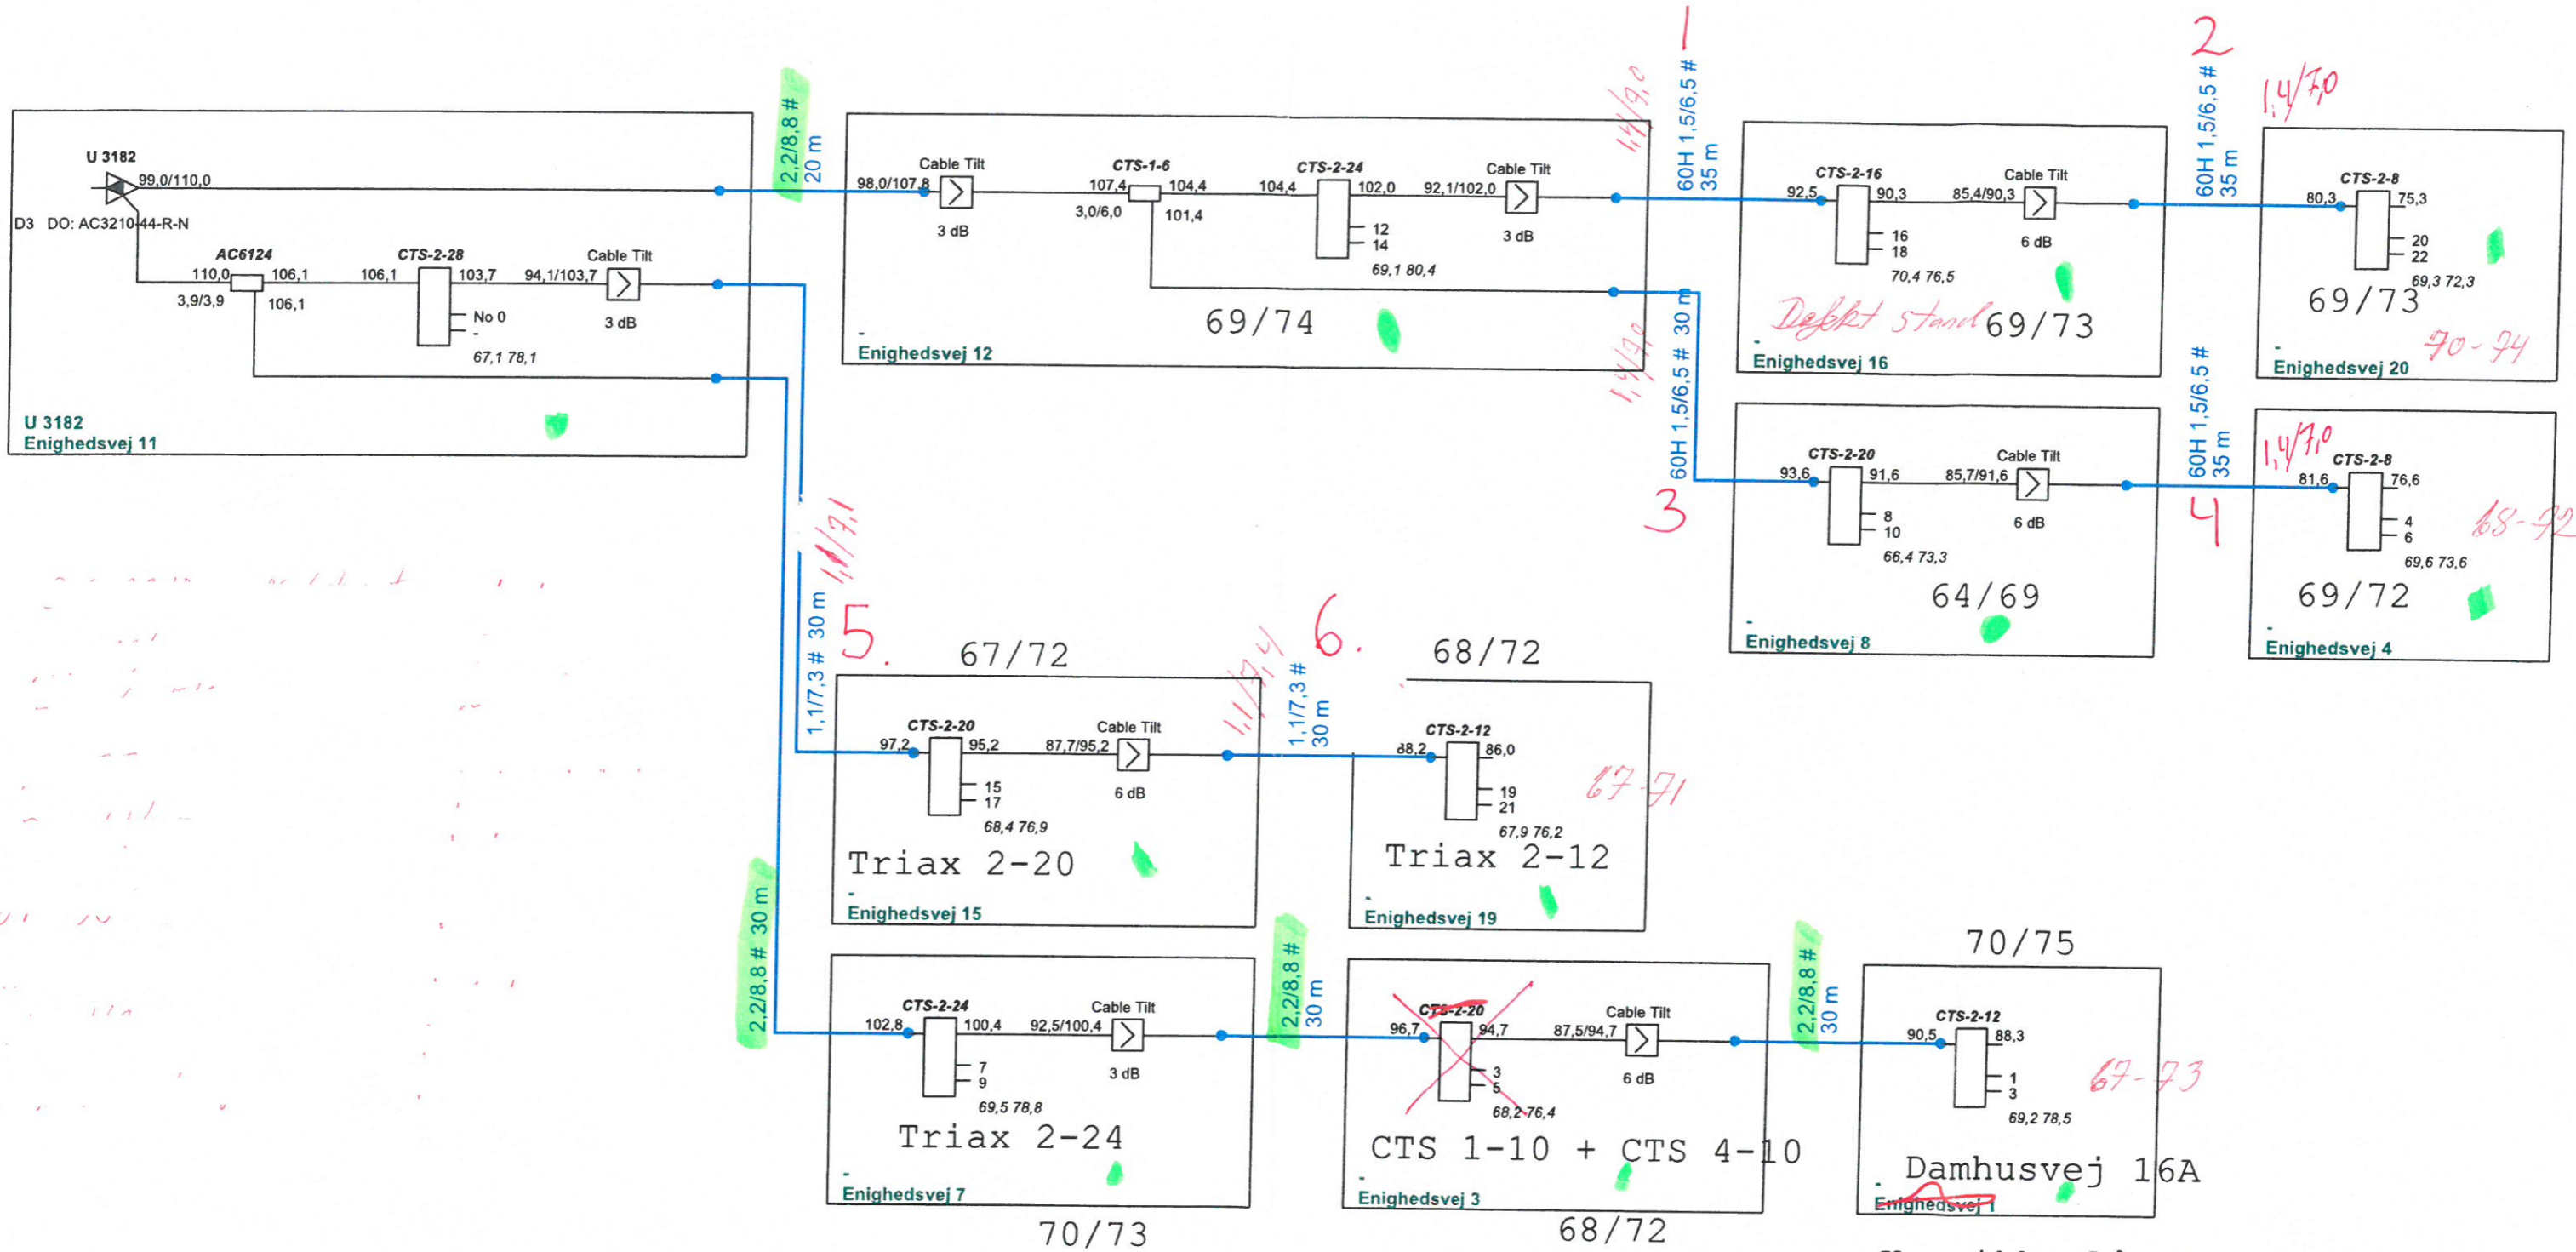 U 3182
99,0/110,0
D3 DO: AC3210-44-R-N
AC6124
110,0
106,1
3,9/3,9
106,1
CTS-2-28
106,1
103,7
94,1/103,7
Cable Tilt
3 dB
No 0
-
67,1 78,1
U 3182
Enighedsvej 11
2,2/8,8 #
20 m
98,0/107,8
Cable Tilt
3 dB
CTS-1-6
107,4
104,4
3,0/6,0
101,4
CTS-2-24
104,4
102,0
92,1/102,0
Cable Tilt
3 dB
12
14
69,1 80,4
69/74
-
Enighedsvej 12
1
60H 1,5/6,5 #
35 m
CTS-2-16
92,5
90,3
85,4/90,3
Cable Tilt
6 dB
16
18
70,4 76,5
Defekt stand
69/73
-
Enighedsvej 16
2
60H 1,5/6,5 #
35 m
1,4/7,0
CTS-2-8
80,3
75,3
20
22
69,3 72,3
69/73
70-74
-
Enighedsvej 20
60H 1,5/6,5 # 30 m
3
CTS-2-20
93,6
91,6
85,7/91,6
Cable Tilt
6 dB
8
10
66,4 73,3
64/69
-
Enighedsvej 8
60H 1,5/6,5 #
35 m
4
1,4/7,0
CTS-2-8
81,6
76,6
4
6
69,6 73,6
68-72
69/72
-
Enighedsvej 4
1,1/7,3 # 30 m
1,1/7,1
5.
67/72
CTS-2-20
97,2
95,2
87,7/95,2
Cable Tilt
6 dB
15
17
68,4 76,9
Triax 2-20
-
Enighedsvej 15
1,1/7,4
1,1/7,3 #
30 m
6.
68/72
CTS-2-12
88,2
86,0
19
21
67,9 76,2
67-71
Triax 2-12
-
Enighedsvej 19
2,2/8,8 # 30 m
CTS-2-24
102,8
100,4
92,5/100,4
Cable Tilt
3 dB
7
9
69,5 78,8
Triax 2-24
-
Enighedsvej 7
70/73
2,2/8,8 #
30 m
CTS-2-20
96,7
94,7
87,5/94,7
Cable Tilt
6 dB
3
5
68,2 76,4
CTS 1-10 + CTS 4-10
-
Enighedsvej 3
68/72
2,2/8,8 #
30 m
70/75
CTS-2-12
90,5
88,3
1
3
69,2 78,5
67-73
Damhusvej 16A
-
Enighedsvej 1